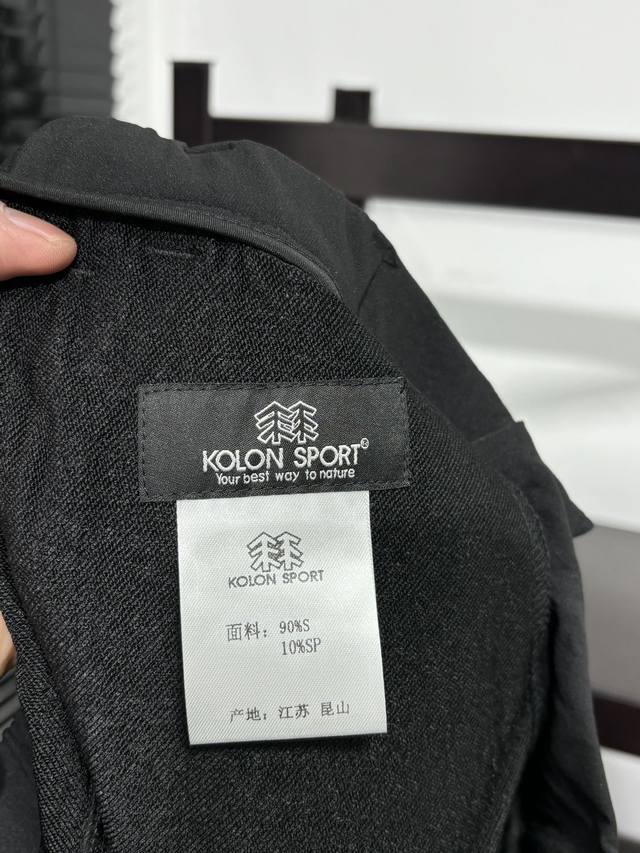 KOLON SPORT®
Your best way to nature
KOLON SPORT
面料：90%S
10%SP
产地：江苏 昆山